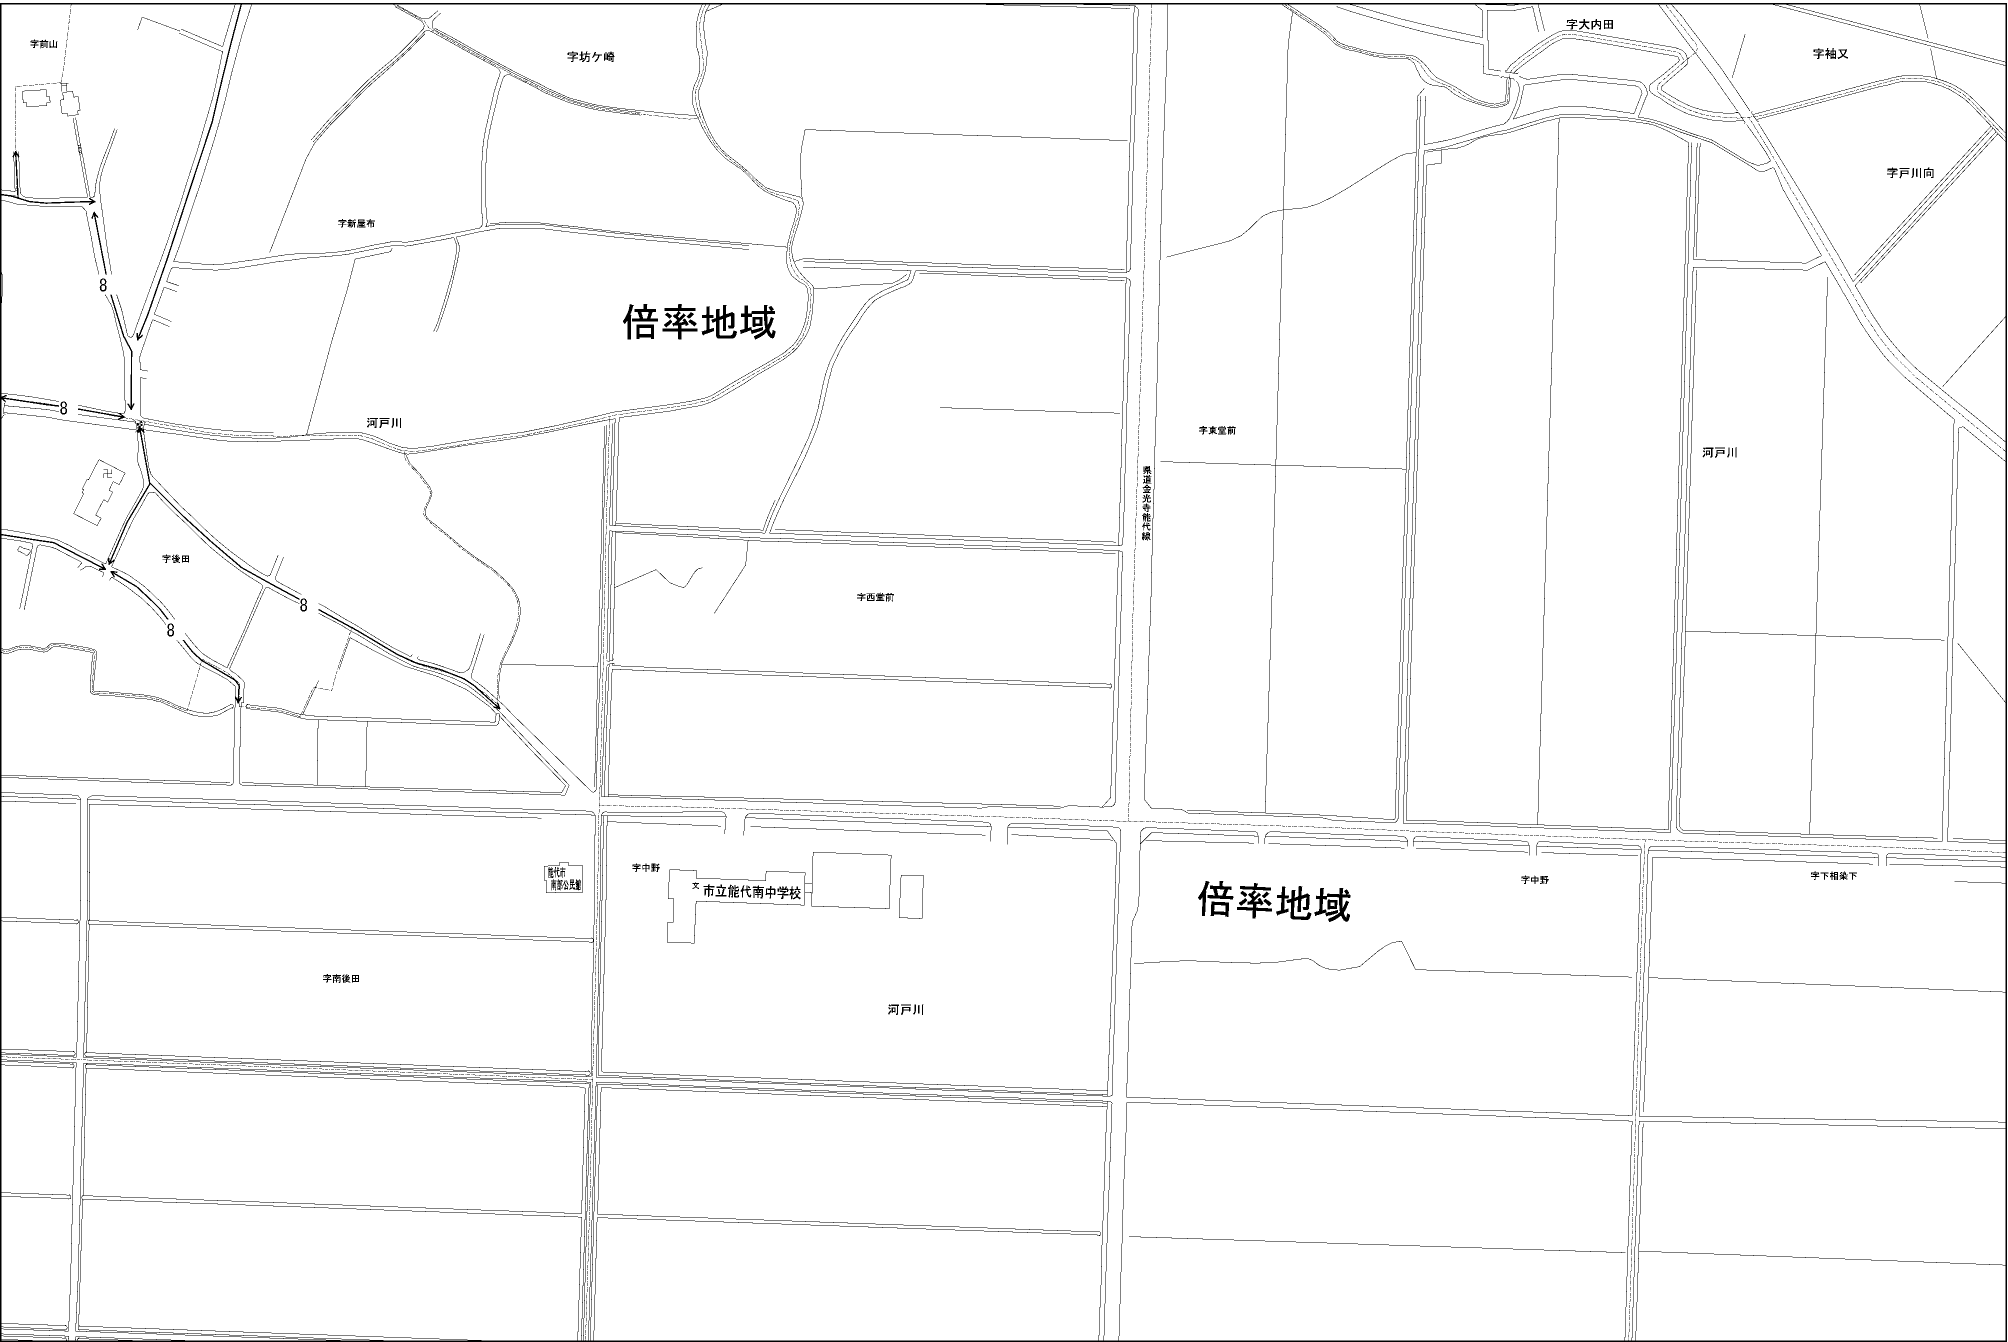 字前山
字坊ケ崎
字大内田
字袖又
字戸川向
字新屋布
8
倍率地域
8
河戸川
字東堂前
河戸川
県道金光寺能代線
字後田
8
8
字西堂前
能代市
南部公民館
字中野
文
市立能代南中学校
倍率地域
字中野
字下相染下
字南後田
河戸川